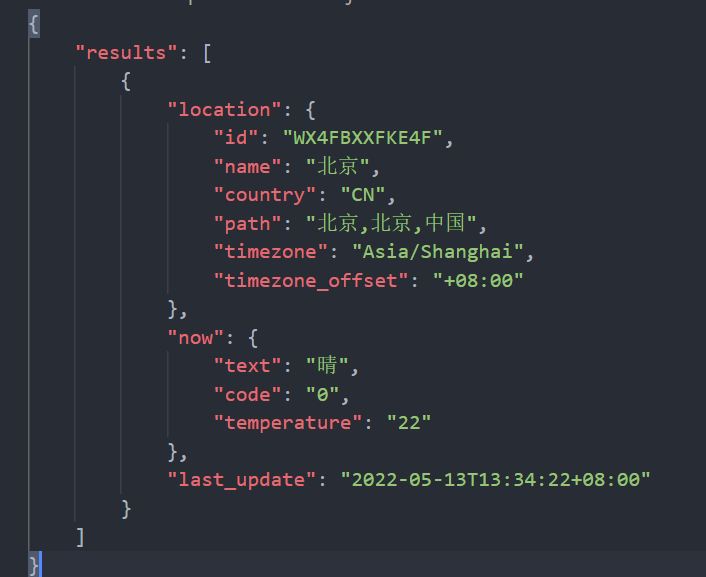 {
"results": [
{
"location": {
"id": "WX4FBXXFKE4F",
"name": "北京",
"country": "CN",
"path": "北京,北京,中国",
"timezone": "Asia/Shanghai",
"timezone_offset": "+08:00"
},
"now": {
"text": "晴",
"code": "0",
"temperature": "22"
},
"last_update": "2022-05-13T13:34:22+08:00"
}
]
}